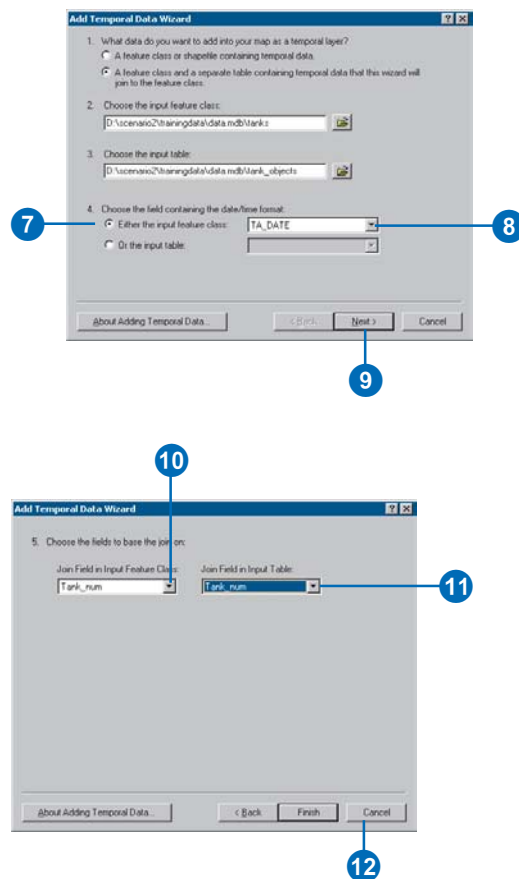 Add Temporal Data Wizard
1. What data do you want to add into your map as a temporal layer?
A feature class or shapefile containing temporal data.
A feature class and a separate table containing temporal data that this wizard will
join to the feature class.
2. Choose the input feature class:
D:\scenario2\trainingdata\data.mdb\tanks
3. Choose the input table:
D:\scenario2\trainingdata\data.mdb\tank_objects
4. Choose the field containing the date/time format:
7
Either the input feature class:
TA_DATE
8
Or the input table:
About Adding Temporal Data...
< Back
Next >
Cancel
9
10
Add Temporal Data Wizard
5. Choose the fields to base the join on:
Join Field in Input Feature Class:
Join Field in Input Table:
Tank_num
Tank_num
11
About Adding Temporal Data...
< Back
Finish
Cancel
12